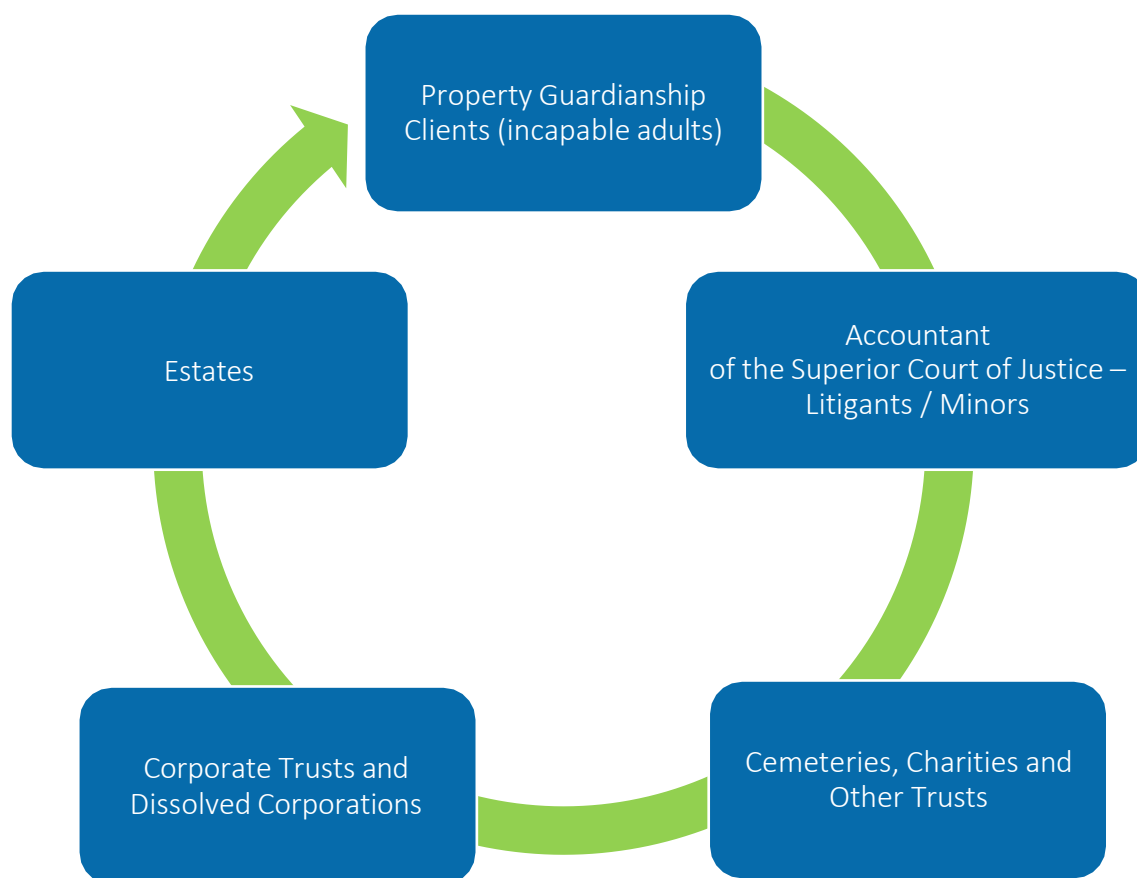 Property Guardianship
Clients (incapable adults)
Accountant
of the Superior Court of Justice –
Litigants / Minors
Cemeteries, Charities and
Other Trusts
Corporate Trusts and
Dissolved Corporations
Estates